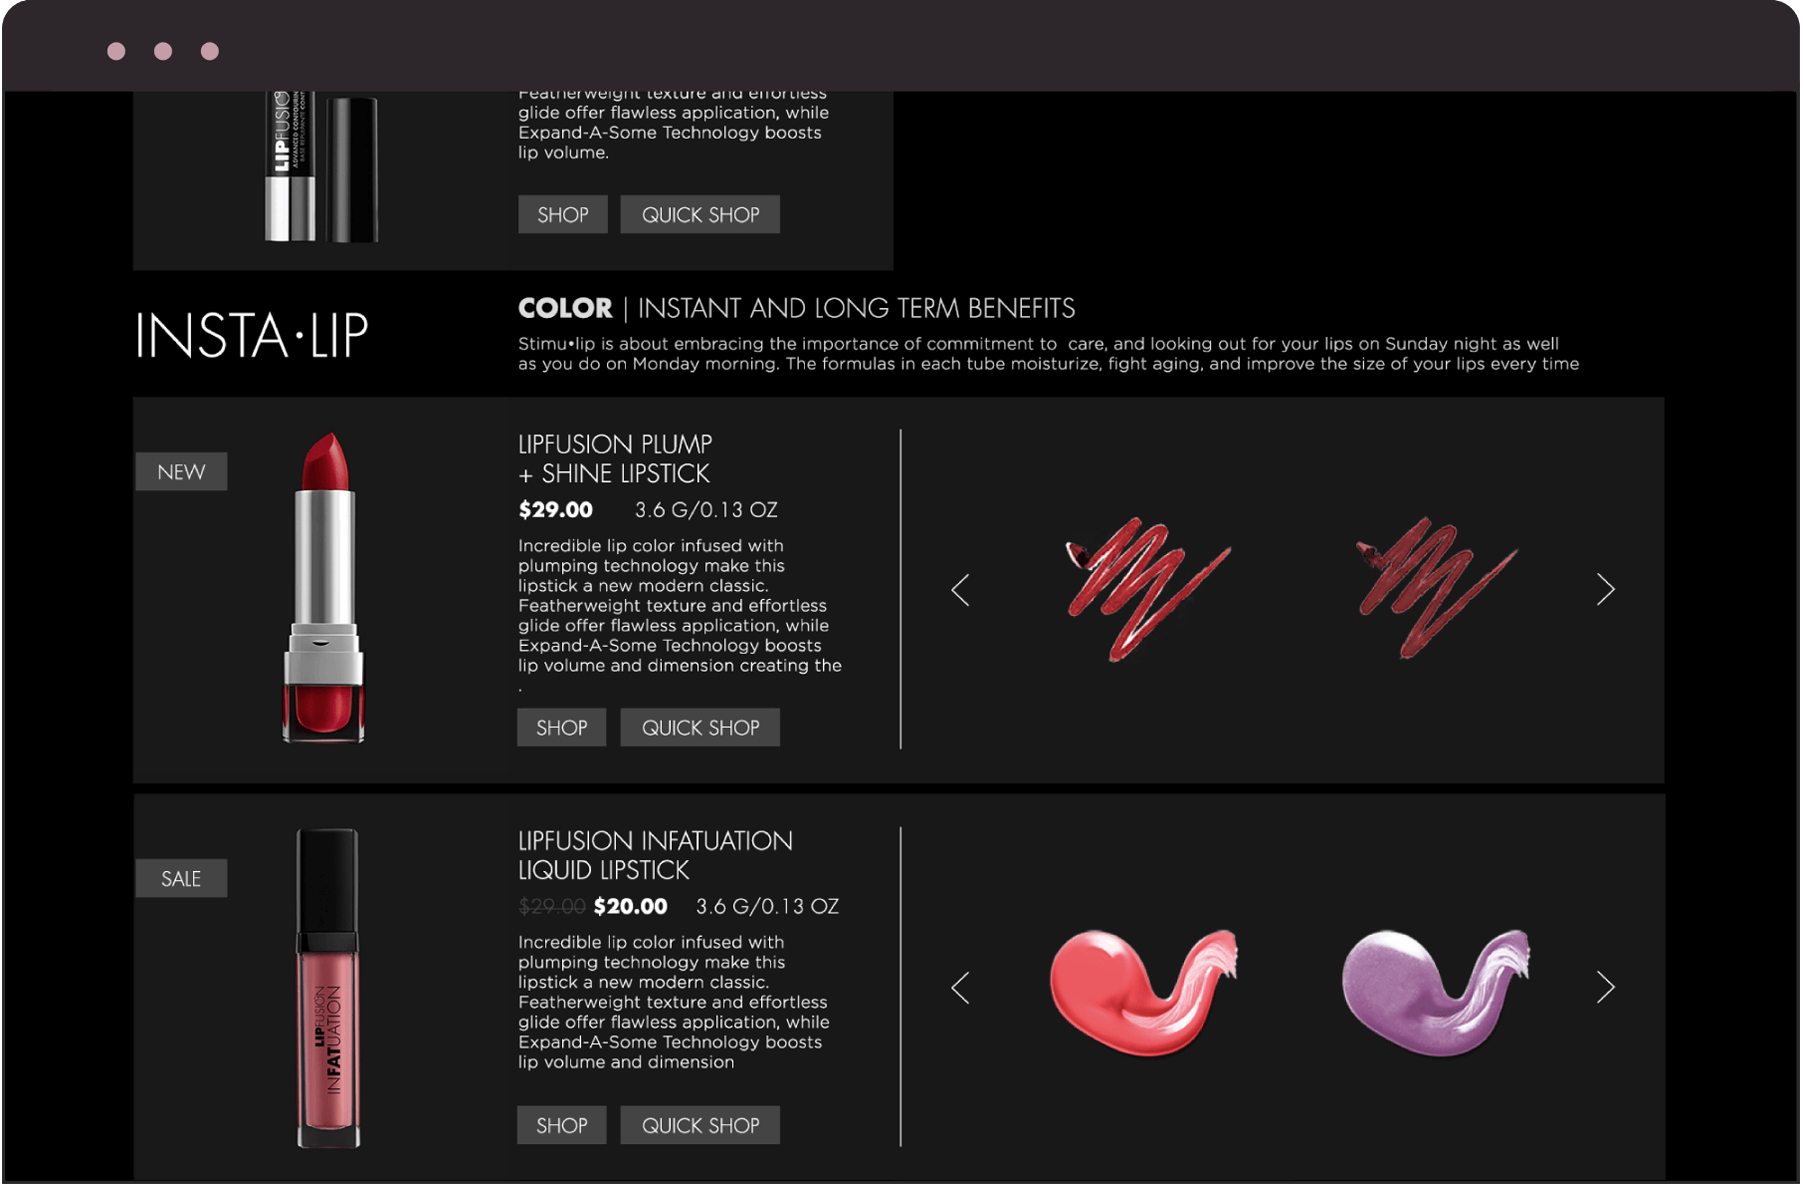 LIPFUSION
ADVANCED CONTOURING
Featherweight texture and effortless
glide offer flawless application, while
Expand-A-Some Technology boosts
lip volume.
SHOP
QUICK SHOP
INSTA•LIP
COLOR | INSTANT AND LONG TERM BENEFITS
Stimu•lip is about embracing the importance of commitment to care, and looking out for your lips on Sunday night as well
as you do on Monday morning. The formulas in each tube moisturize, fight aging, and improve the size of your lips every time
NEW
LIPFUSION PLUMP
+ SHINE LIPSTICK
$29.00 3.6 G/0.13 OZ
Incredible lip color infused with
plumping technology make this
lipstick a new modern classic.
Featherweight texture and effortless
glide offer flawless application, while
Expand-A-Some Technology boosts
lip volume and dimension creating the
.
SHOP
QUICK SHOP
SALE
LIPFUSION
INFATUATION
LIPFUSION INFATUATION
LIQUID LIPSTICK
$29.00 $20.00 3.6 G/0.13 OZ
Incredible lip color infused with
plumping technology make this
lipstick a new modern classic.
Featherweight texture and effortless
glide offer flawless application, while
Expand-A-Some Technology boosts
lip volume and dimension
SHOP
QUICK SHOP